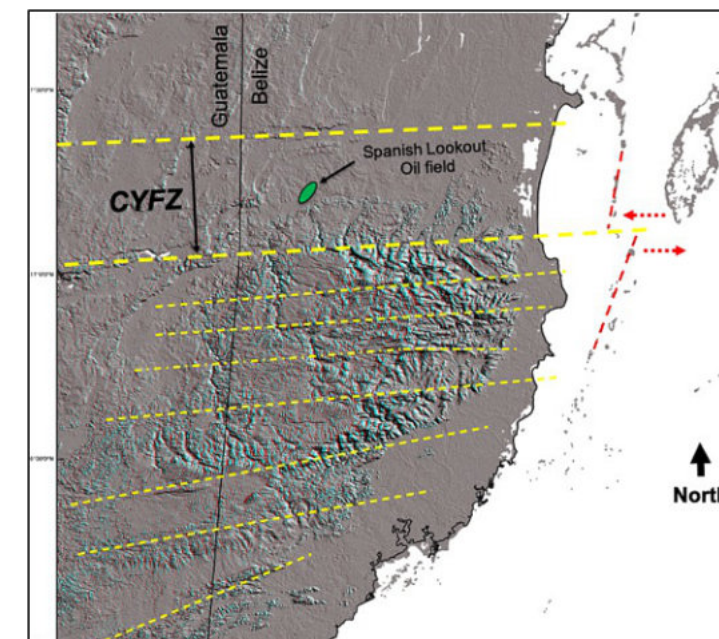 Guatemala
Belize
Spanish Lookout
Oil field
CYFZ
North